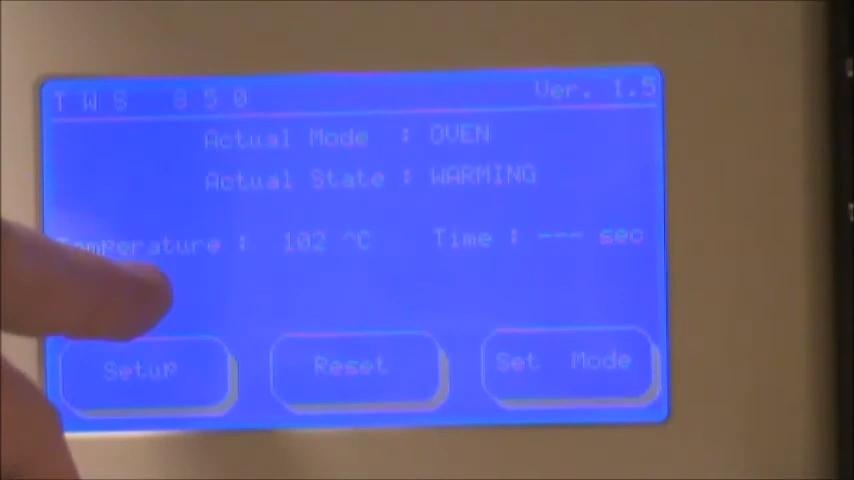 TWS 850 Ver. 1.5
Actual Mode : OVEN
Actual State : WARMING
Temperature : 102 ^C Time : --- sec
Setup Reset Set Mode